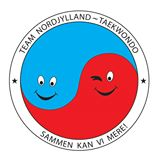 TEAM NORDJYLLAND~TAEKWONDO
SAMMEN KAN VI MERE!